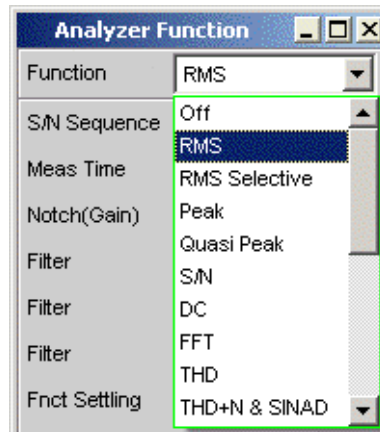 Analyzer Function
Function RMS
S/N Sequence Off
RMS
Meas Time RMS Selective
Notch(Gain) Peak
Quasi Peak
Filter S/N
Filter DC
Filter FFT
THD
Fnct Settling THD+N & SINAD